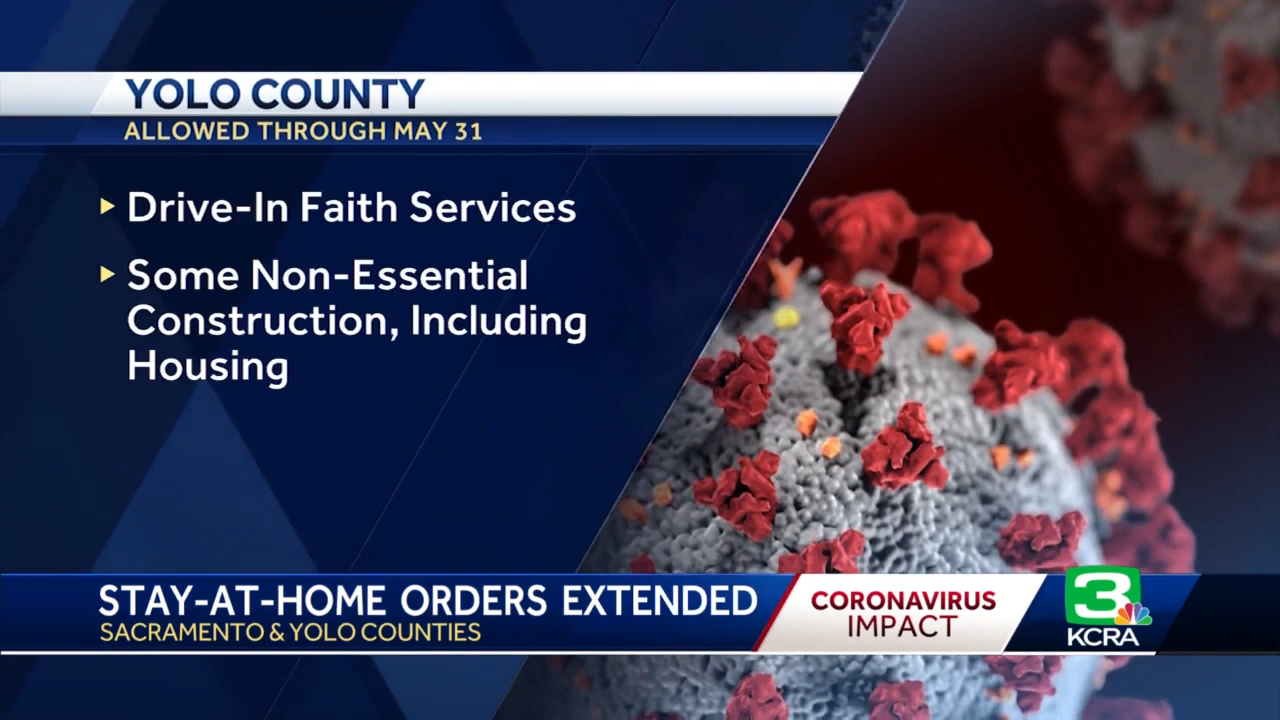 YOLO COUNTY
ALLOWED THROUGH MAY 31
Drive-In Faith Services
Some Non-Essential
Construction, Including
Housing
STAY-AT-HOME ORDERS EXTENDED
SACRAMENTO & YOLO COUNTIES
CORONAVIRUS
IMPACT
3
KCRA